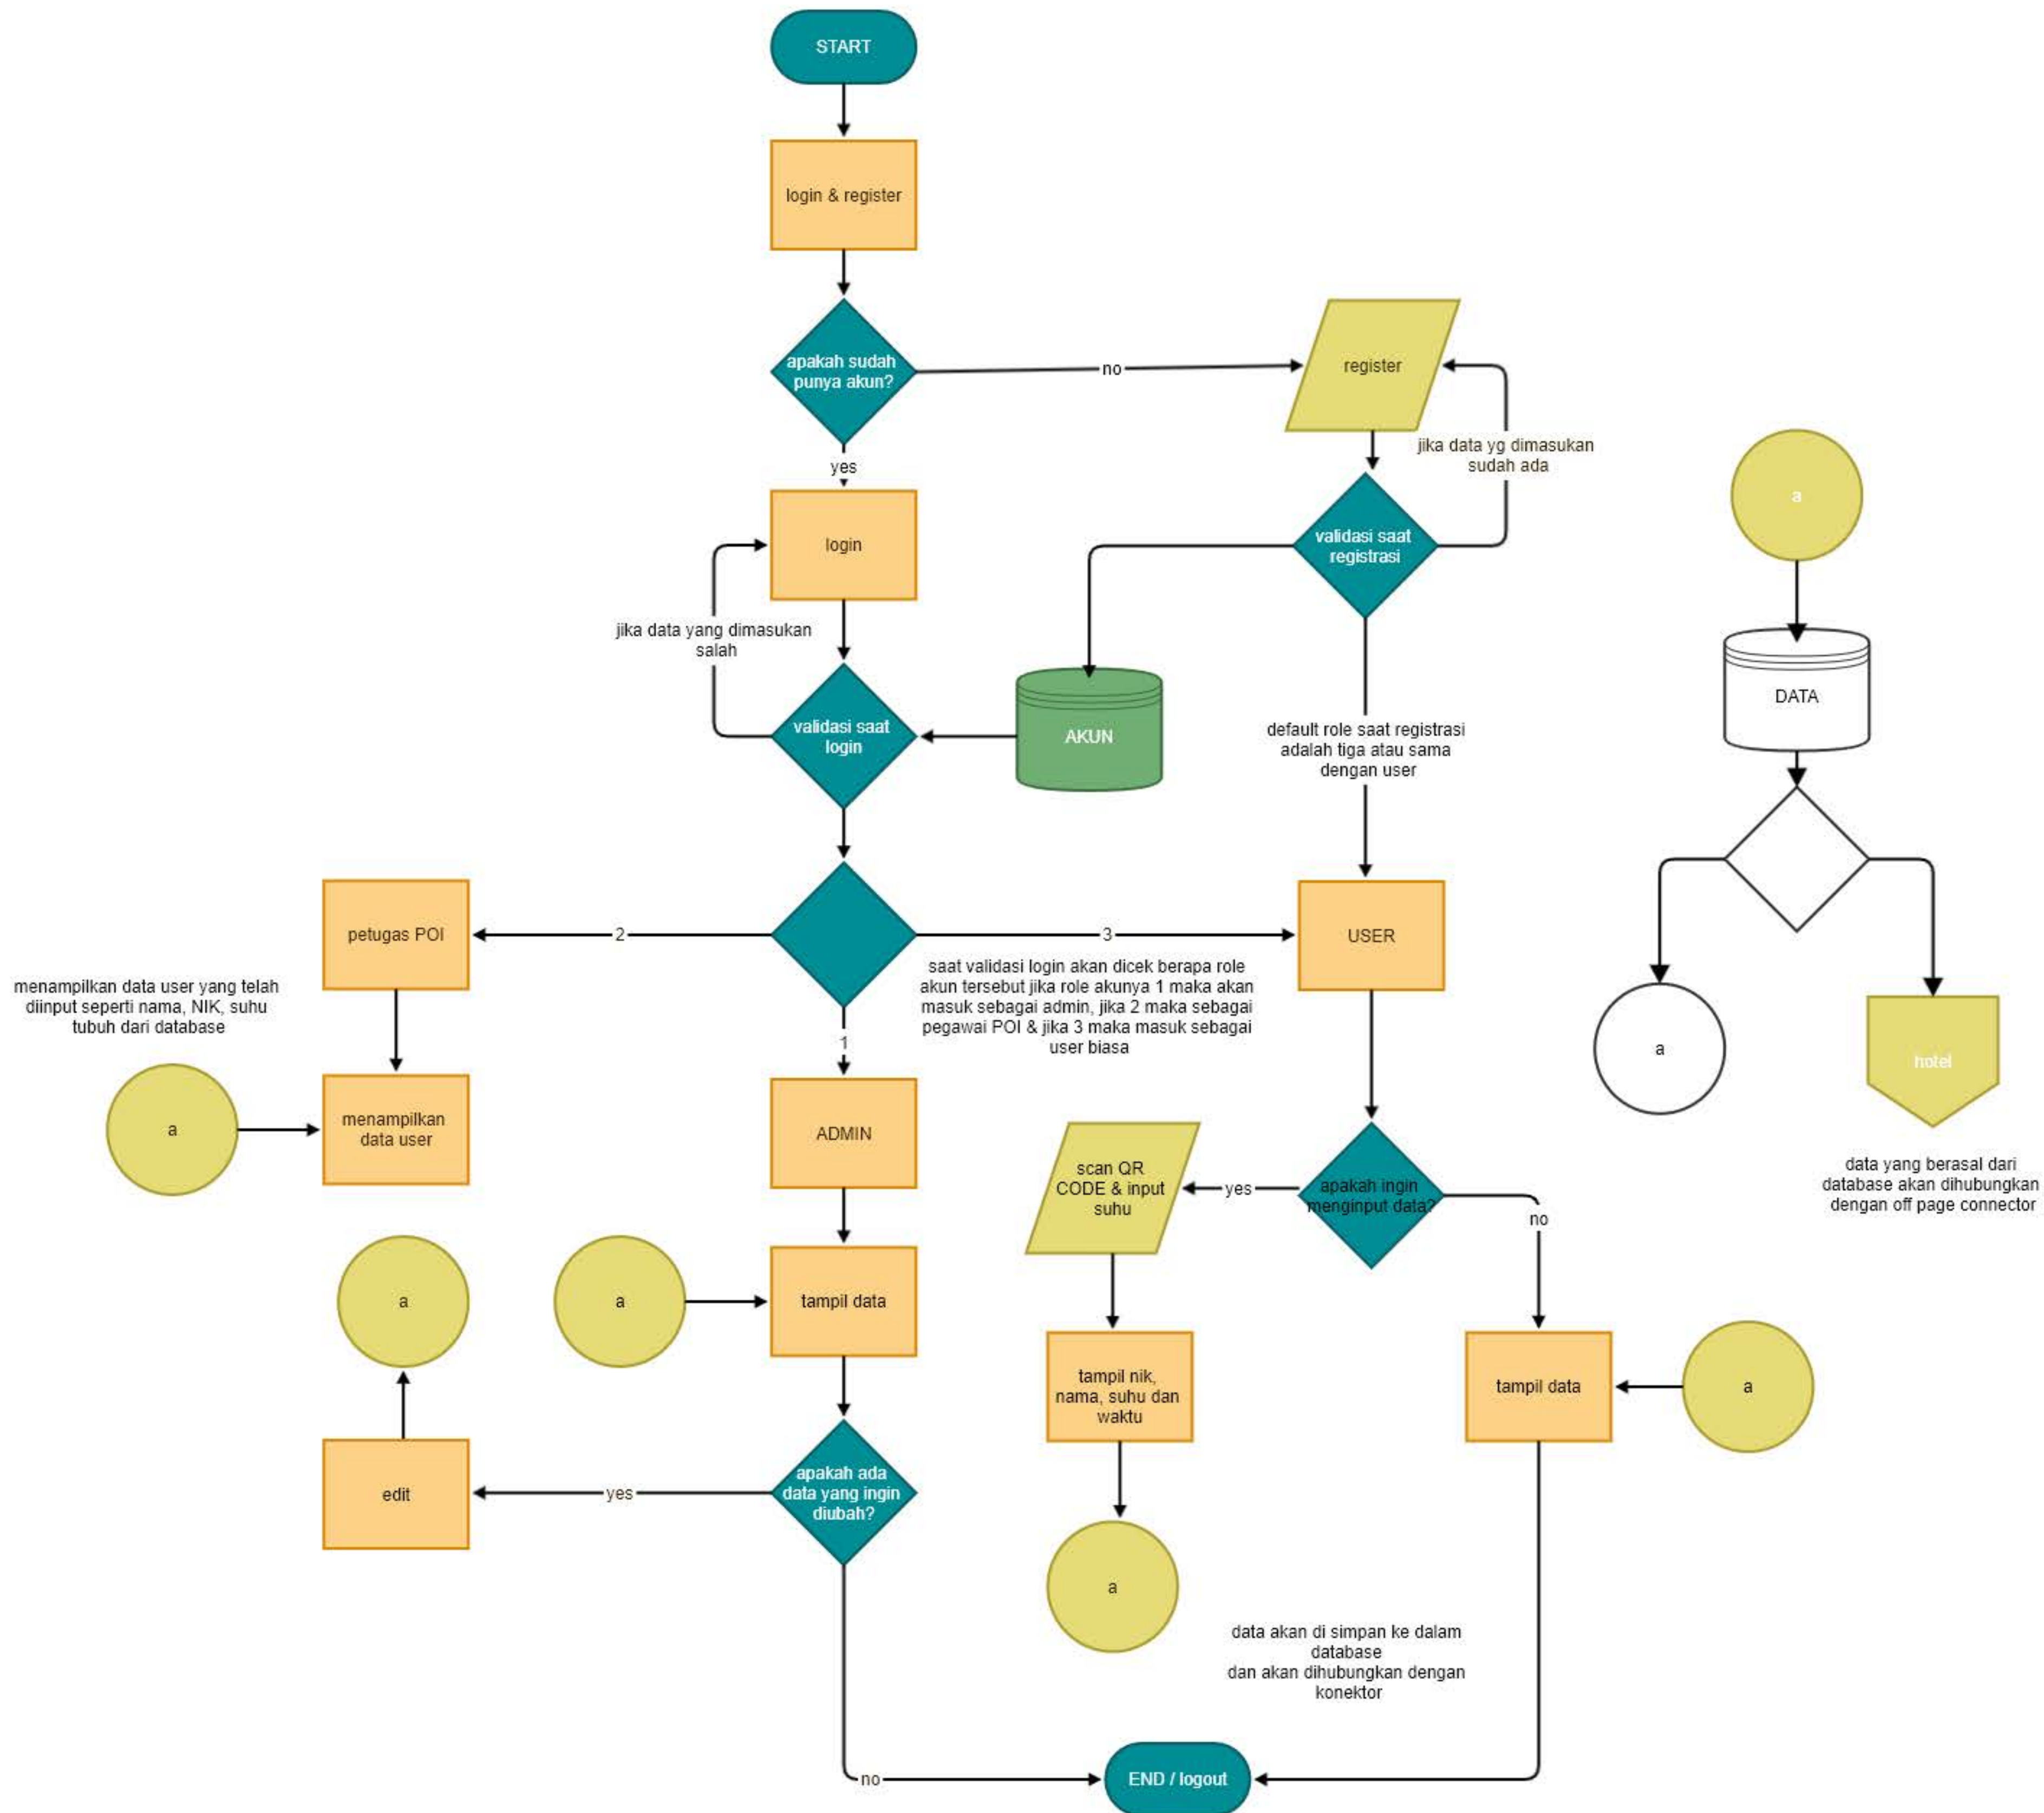 START
login & register
apakah sudah
punya akun?
no
register
jika data yg dimasukan
sudah ada
yes
login
validasi saat
registrasi
a
jika data yang dimasukan
salah
validasi saat
login
AKUN
default role saat registrasi
adalah tiga atau sama
dengan user
DATA
petugas POI
2
3
USER
saat validasi login akan dicek berapa role
akun tersebut jika role akunya 1 maka akan
masuk sebagai admin, jika 2 maka sebagai
pegawai POI & jika 3 maka masuk sebagai
user biasa
menampilkan data user yang telah
diinput seperti nama, NIK, suhu
tubuh dari database
1
a
hotel
a
menampilkan
data user
ADMIN
scan QR
CODE & input
suhu
yes
apakah ingin
menginput data?
no
data yang berasal dari
database akan dihubungkan
dengan off page connector
a
a
tampil data
tampil nik,
nama, suhu dan
waktu
tampil data
a
edit
yes
apakah ada
data yang ingin
diubah?
a
data akan di simpan ke dalam
database
dan akan dihubungkan dengan
konektor
no
END / logout